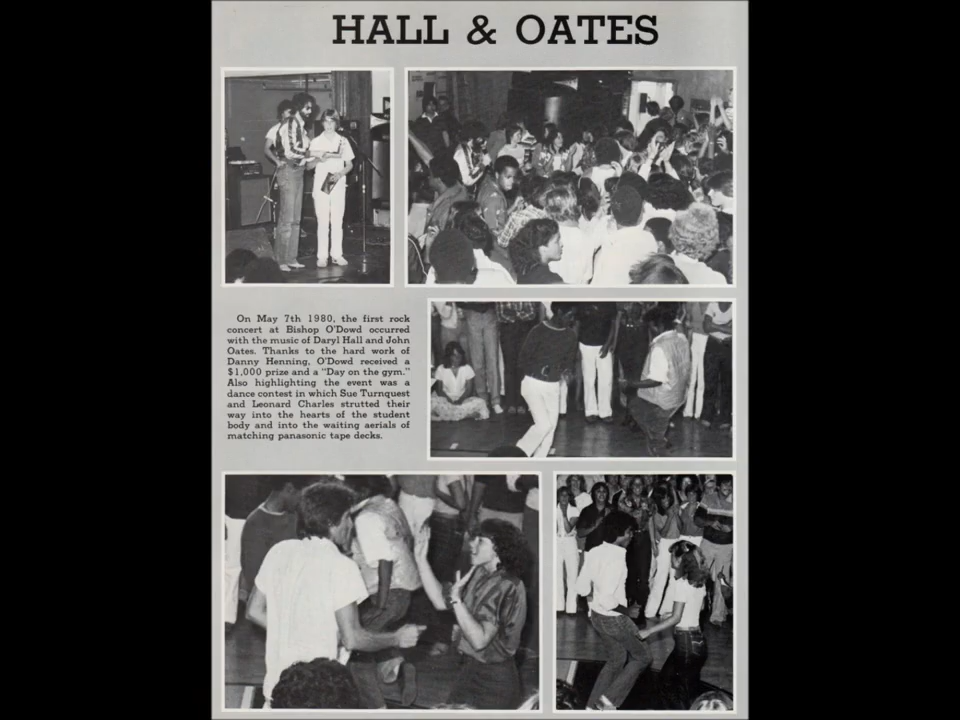 HALL & OATES
On May 7th 1980, the first rock
concert at Bishop O'Dowd occurred
with the music of Daryl Hall and John
Oates. Thanks to the hard work of
Danny Henning, O'Dowd received a
$1,000 prize and a "Day on the gym."
Also highlighting the event was a
dance contest in which Sue Turnquest
and Leonard Charles strutted their
way into the hearts of the student
body and into the waiting aerials of
matching panasonic tape decks.